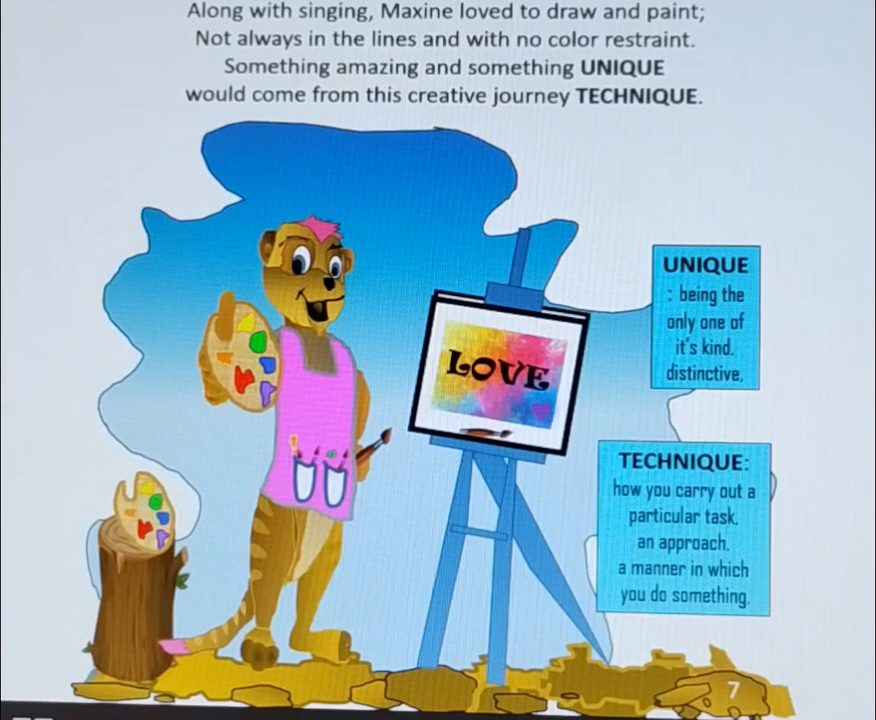 Along with singing, Maxine loved to draw and paint;
Not always in the lines and with no color restraint.
Something amazing and something UNIQUE
would come from this creative journey TECHNIQUE.
LOVE
UNIQUE
: being the
only one of
it's kind.
distinctive.
TECHNIQUE:
how you carry out a
particular task.
an approach.
a manner in which
you do something.
7